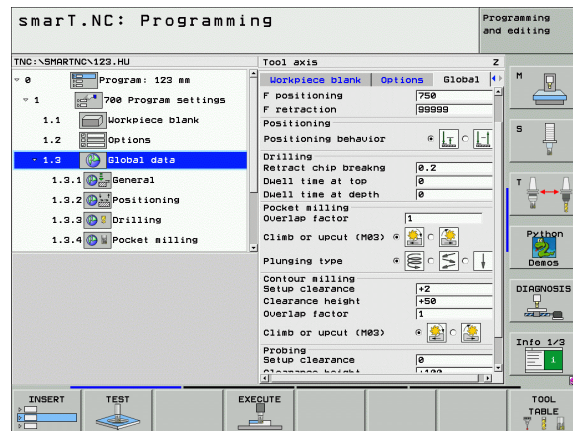 smarT.NC: Programming
Programming and editing
TNC:\SMARTNC\123.HU
Tool axis Z
0 Program: 123 mm
1 700 Program settings
1.1 Workpiece blank
1.2 Options
1.3 Global data
1.3.1 General
1.3.2 Positioning
1.3.3 Drilling
1.3.4 Pocket milling
Workpiece blank Options Global
F positioning 750
F retraction 99999
Positioning
Positioning behavior
Drilling
Retract chip breakng 0.2
Dwell time at top 0
Dwell time at depth 0
Pocket milling
Overlap factor 1
Climb or upcut (M03)
Plunging type
Contour milling
Setup clearance +2
Clearance height +50
Overlap factor 1
Climb or upcut (M03)
Probing
Setup clearance 0
Clearance height +100
M
S
T
Python
Demos
DIAGNOSIS
Info 1/3
INSERT
TEST
EXECUTE
TOOL
TABLE